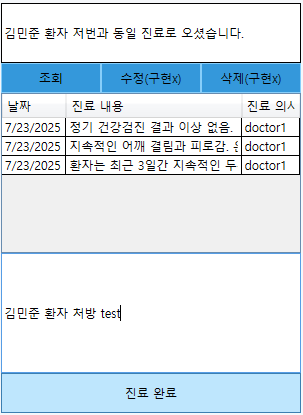 김민준 환자 저번과 동일 진료로 오셨습니다.
조회 수정(구현x) 삭제(구현x)
날짜 진료 내용 진료 의시
7/23/2025 정기 건강검진 결과 이상 없음. doctor1
7/23/2025 지속적인 어깨 결림과 피로감. doctor1
7/23/2025 환자는 최근 3일간 지속적인 두 doctor1
김민준 환자 처방 test
진료 완료